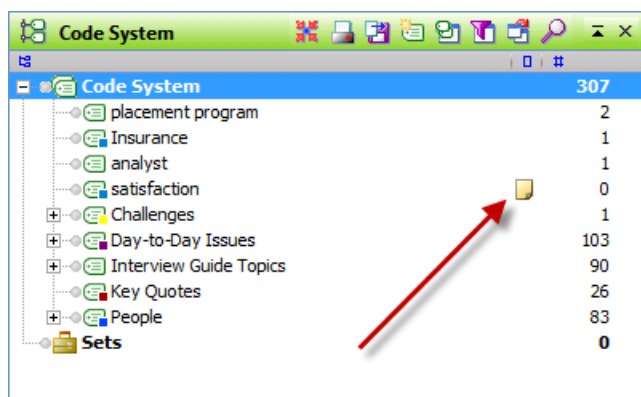 Code System
#
Code System 307
placement program 2
Insurance 1
analyst 1
satisfaction 0
Challenges 1
Day-to-Day Issues 103
Interview Guide Topics 90
Key Quotes 26
People 83
Sets 0